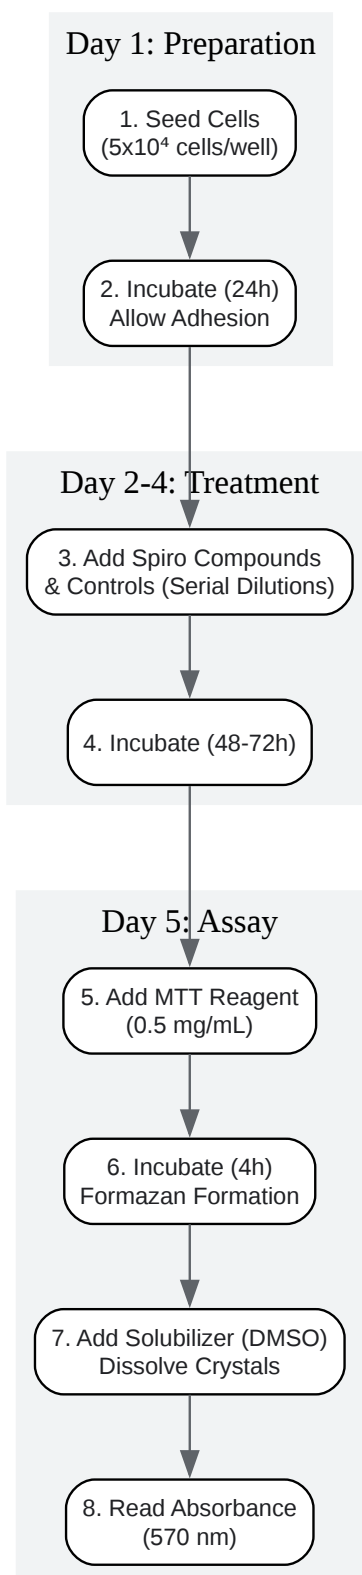 Day 1: Preparation
1. Seed Cells
(5x10⁴ cells/well)
2. Incubate (24h)
Allow Adhesion
Day 2-4: Treatment
3. Add Spiro Compounds
& Controls (Serial Dilutions)
4. Incubate (48-72h)
Day 5: Assay
5. Add MTT Reagent
(0.5 mg/mL)
6. Incubate (4h)
Formazan Formation
7. Add Solubilizer (DMSO)
Dissolve Crystals
8. Read Absorbance
(570 nm)